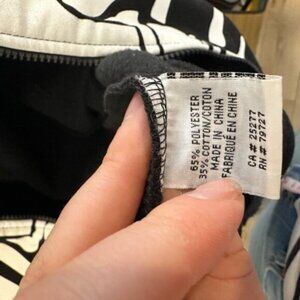 65% POLYESTER
35% COTTON/COTON
MADE IN CHINA
FABRIQUÉ EN CHINE
CA # 25277
RN # 79727